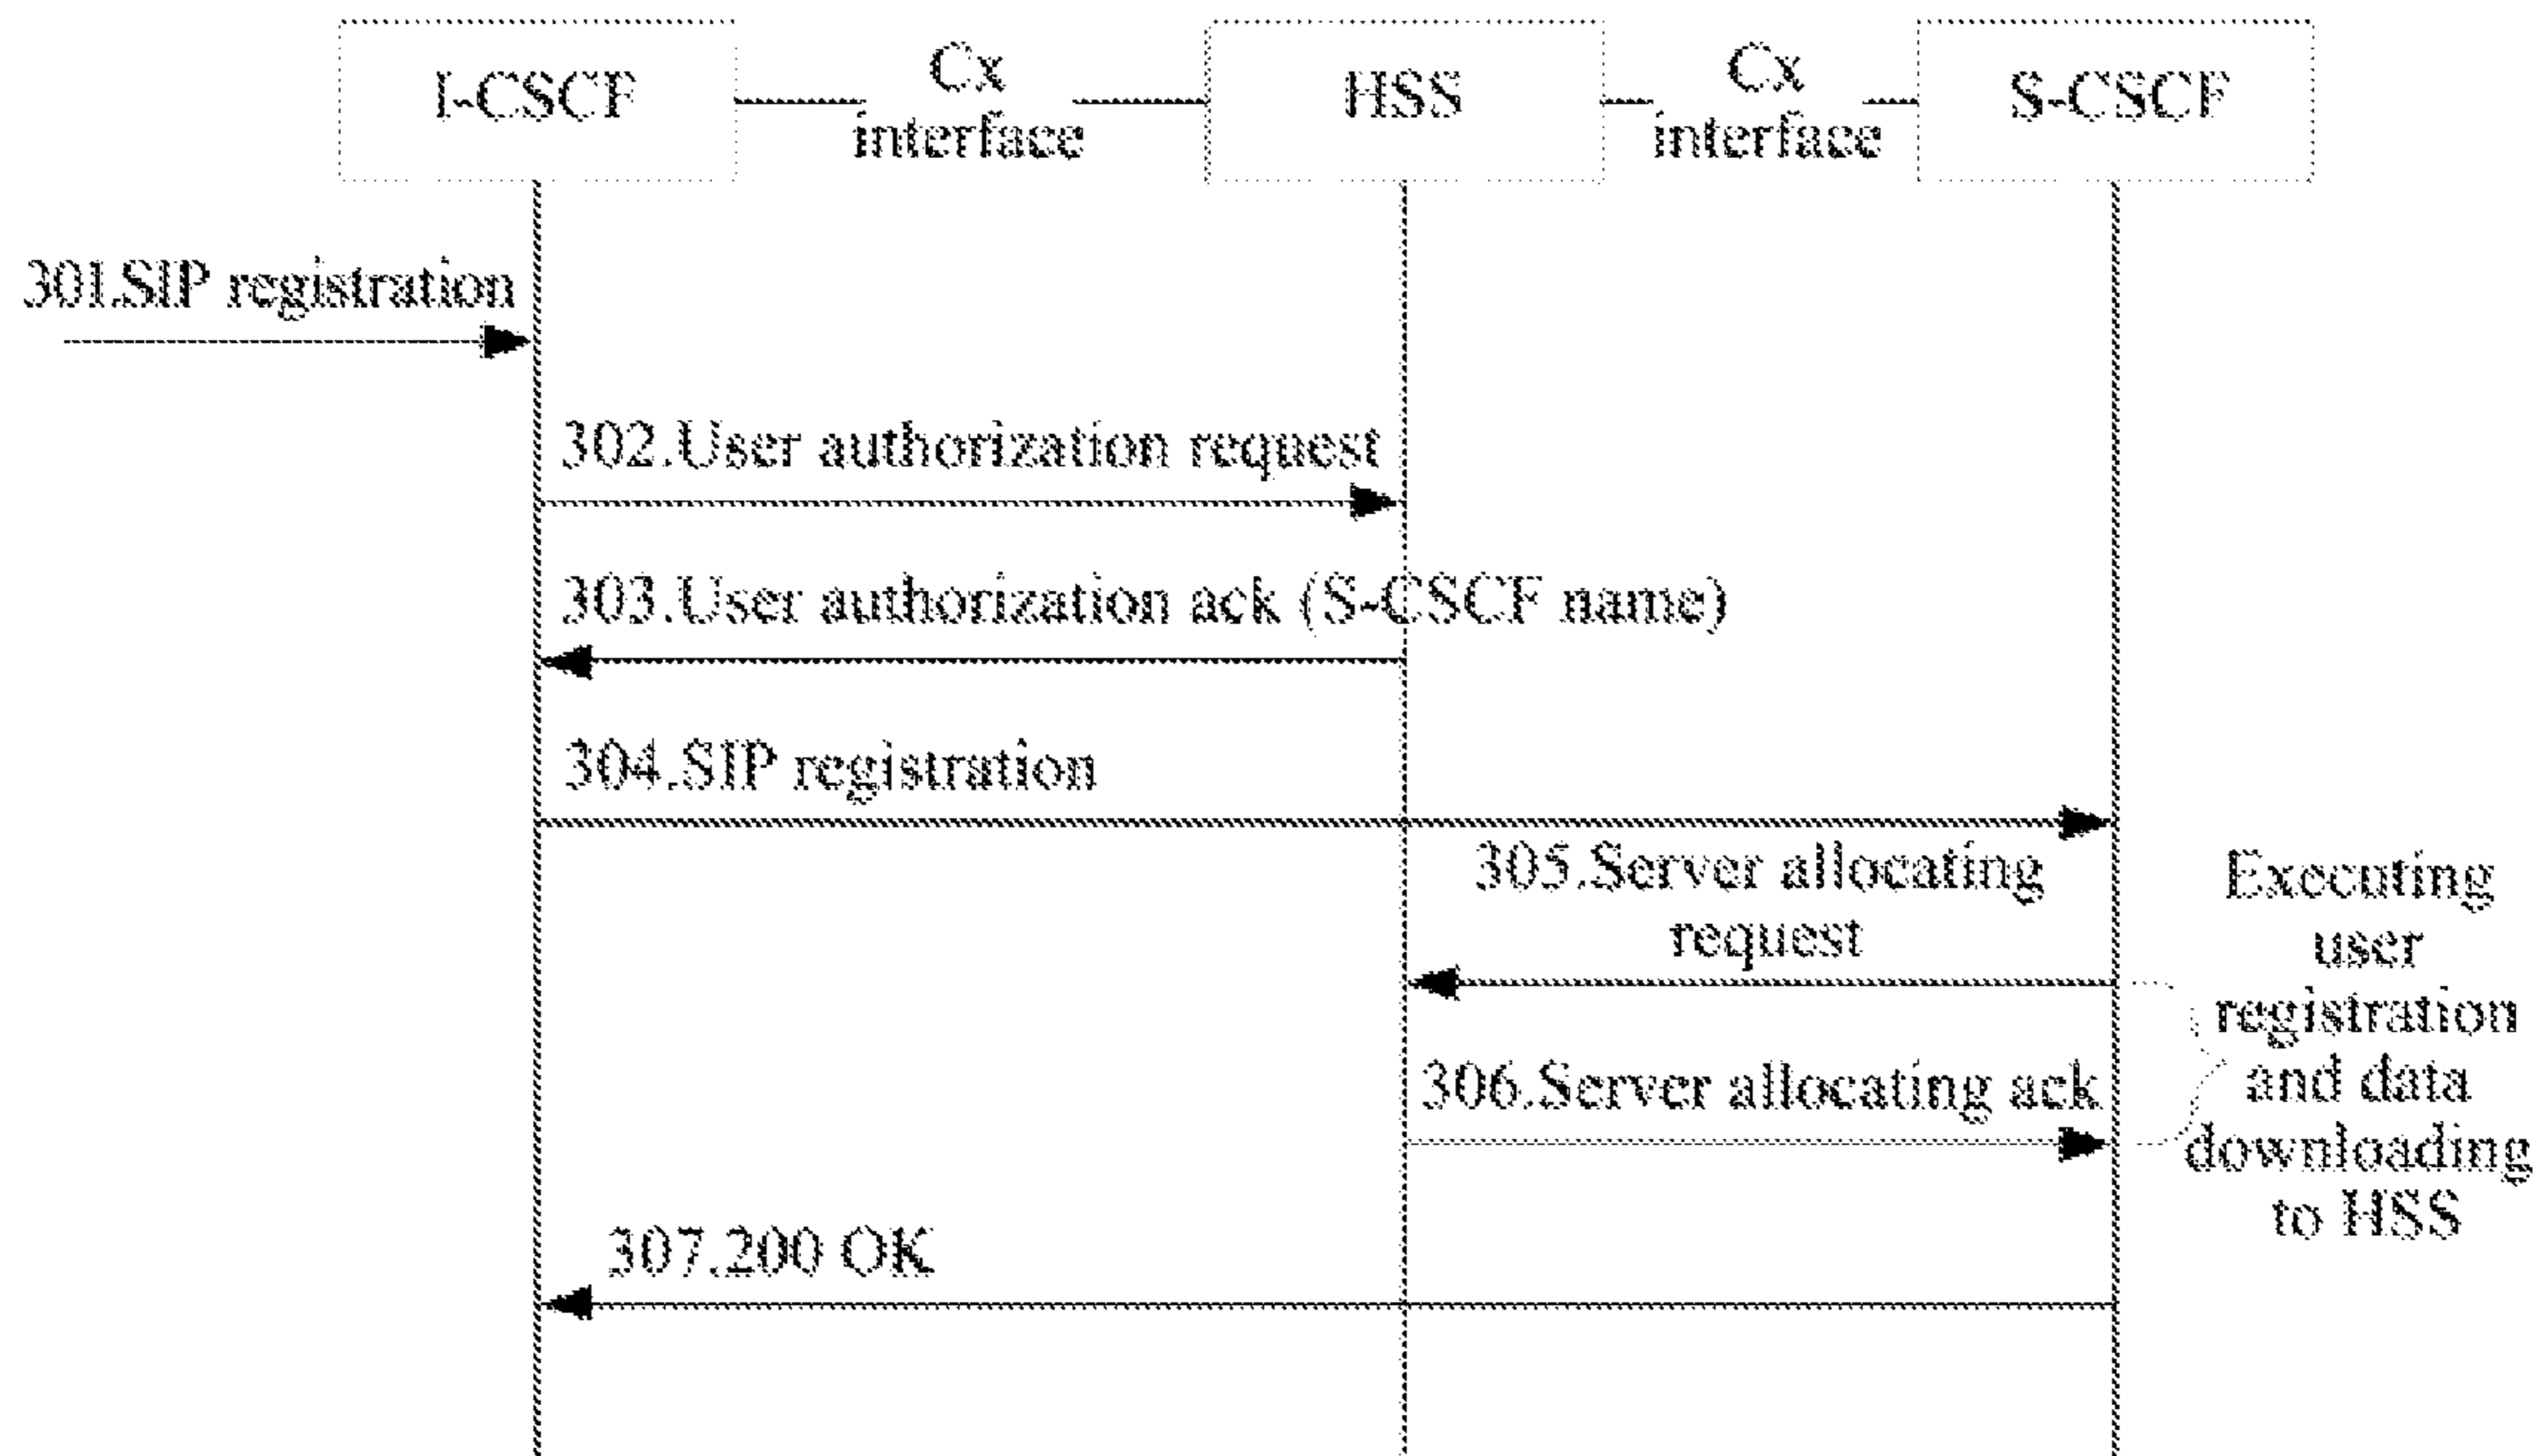 I-CSCF
Cx
interface
HSS
Cx
interface
S-CSCF
301.SIP registration
302.User authorization request
303.User authorization ack (S-CSCF name)
304.SIP registration
305.Server allocating
request
306.Server allocating ack
Executing
user
registration
and data
downloading
to HSS
307.200 OK